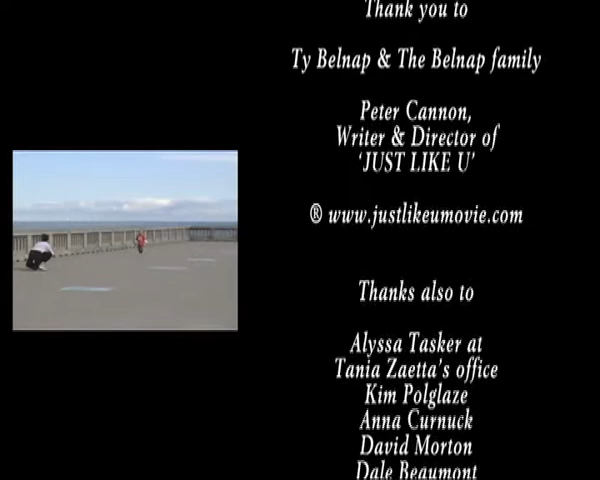 Thank you to
Ty Belnap & The Belnap family
Peter Cannon,
Writer & Director of
‘JUST LIKE U’
® www.justlikeumovie.com
Thanks also to
Alyssa Tasker at
Tania Zaetta’s office
Kim Polglaze
Anna Curnuck
David Morton
Dale Beaumont